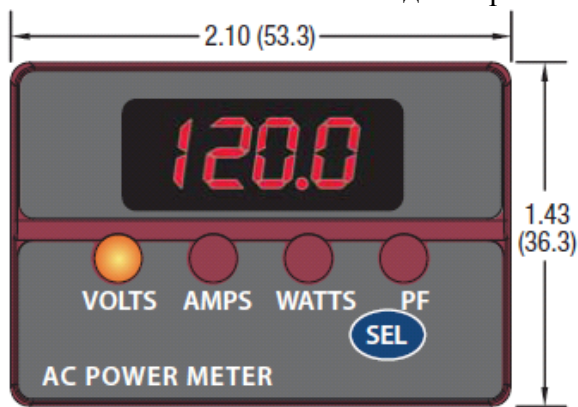 2.10 (53.3)
120.0
1.43
(36.3)
VOLTS AMPS WATTS PF
SEL
AC POWER METER